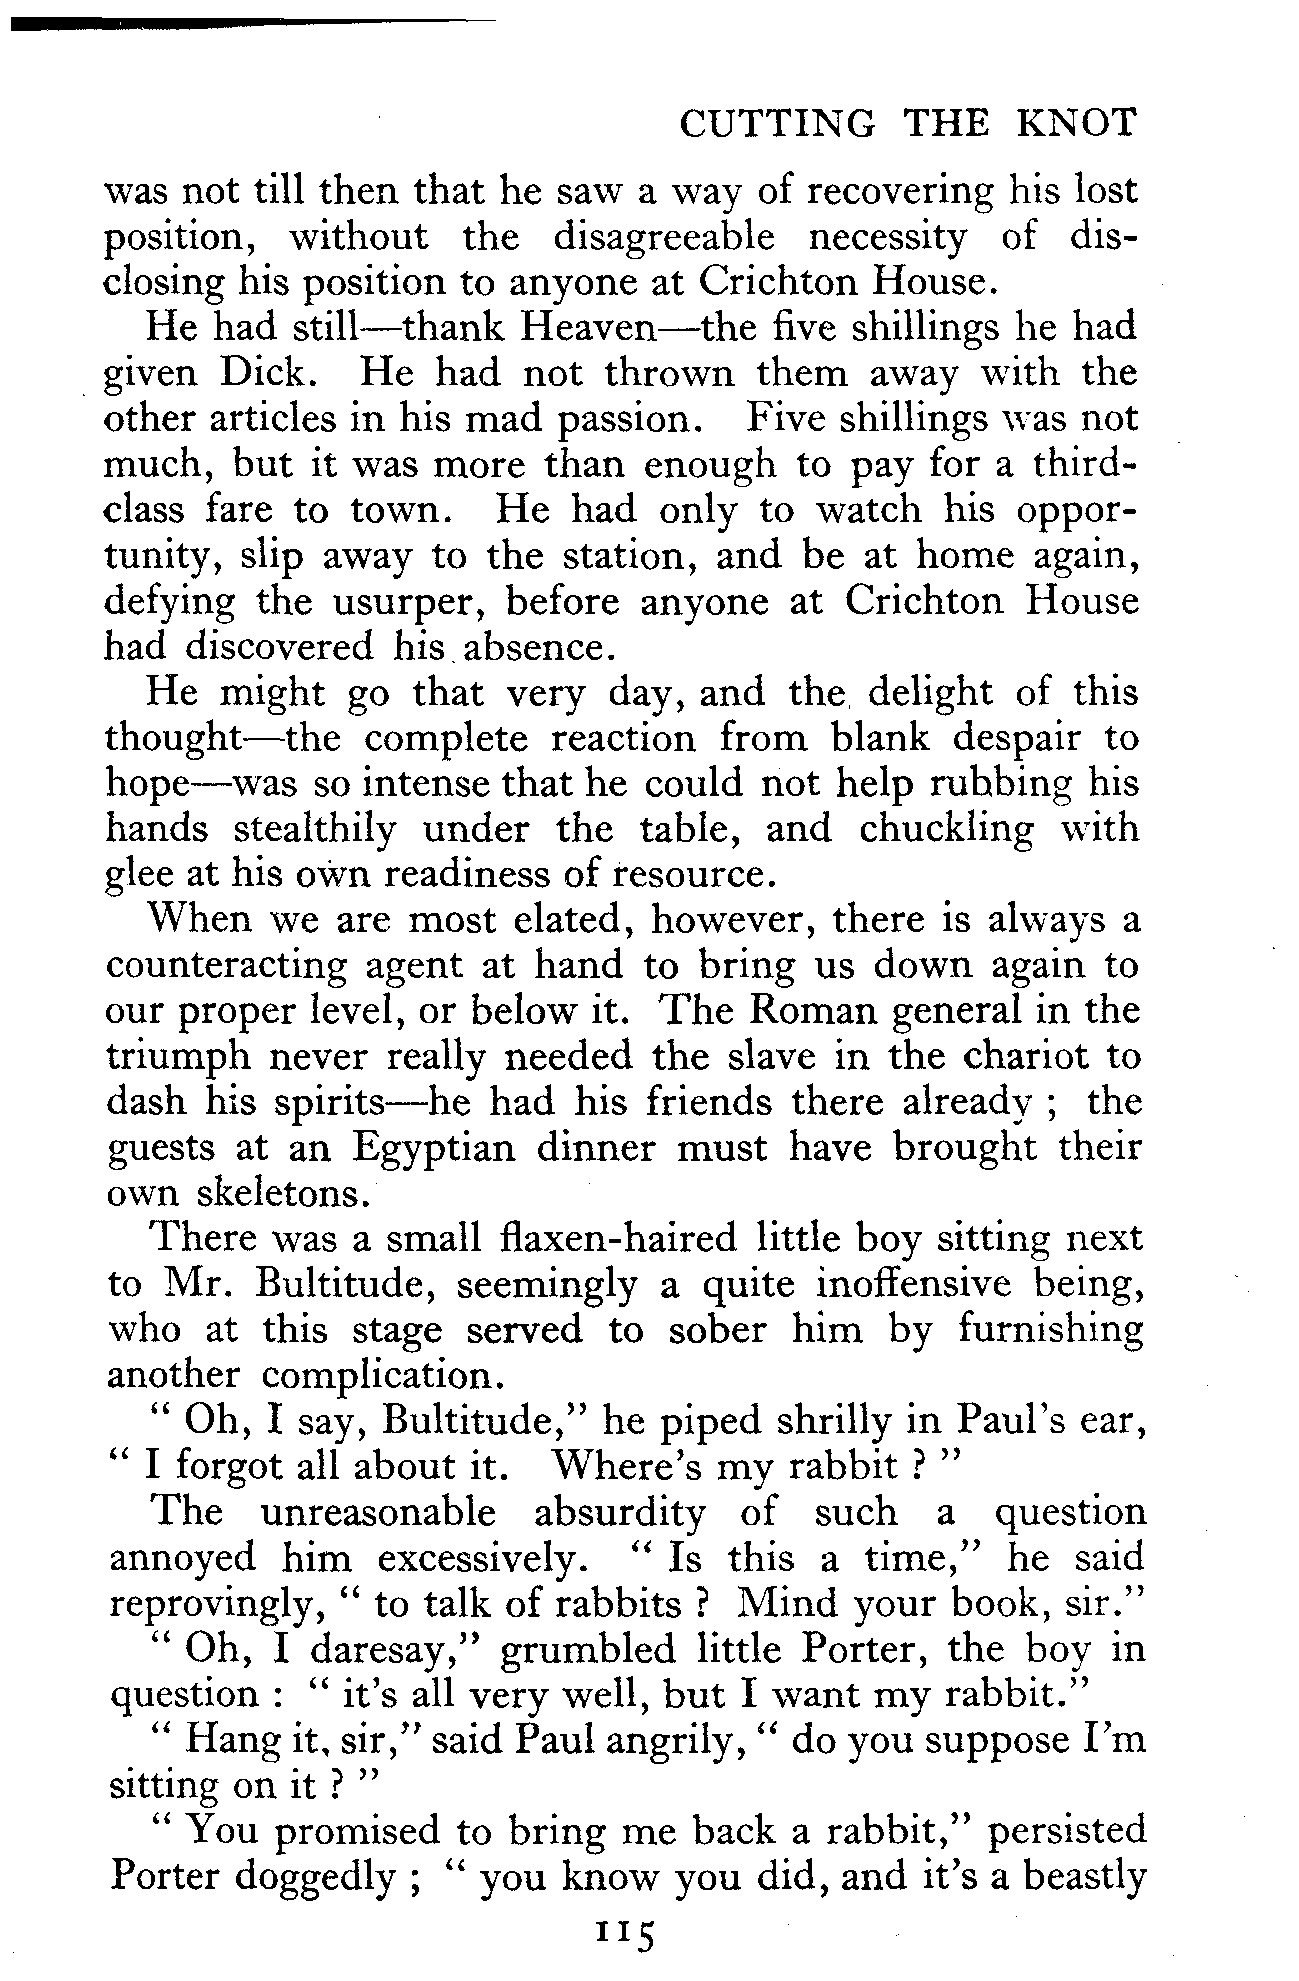 CUTTING THE KNOT
was not till then that he saw a way of recovering his lost
position, without the disagreeable necessity of dis-
closing his position to anyone at Crichton House.
He had still—thank Heaven—the five shillings he had
given Dick. He had not thrown them away with the
other articles in his mad passion. Five shillings was not
much, but it was more than enough to pay for a third-
class fare to town. He had only to watch his oppor-
tunity, slip away to the station, and be at home again,
defying the usurper, before anyone at Crichton House
had discovered his absence.
He might go that very day, and the delight of this
thought—the complete reaction from blank despair to
hope—was so intense that he could not help rubbing his
hands stealthily under the table, and chuckling with
glee at his own readiness of resource.
When we are most elated, however, there is always a
counteracting agent at hand to bring us down again to
our proper level, or below it. The Roman general in the
triumph never really needed the slave in the chariot to
dash his spirits—he had his friends there already ; the
guests at an Egyptian dinner must have brought their
own skeletons.
There was a small flaxen-haired little boy sitting next
to Mr. Bultitude, seemingly a quite inoffensive being,
who at this stage served to sober him by furnishing
another complication.
“ Oh, I say, Bultitude,” he piped shrilly in Paul’s ear,
“ I forgot all about it. Where’s my rabbit ? ”
The unreasonable absurdity of such a question
annoyed him excessively. “ Is this a time,” he said
reprovingly, “ to talk of rabbits ? Mind your book, sir.”
“ Oh, I daresay,” grumbled little Porter, the boy in
question : “ it’s all very well, but I want my rabbit.”
“ Hang it, sir,” said Paul angrily, “ do you suppose I’m
sitting on it ? ”
“ You promised to bring me back a rabbit,” persisted
Porter doggedly ; “ you know you did, and it’s a beastly
115